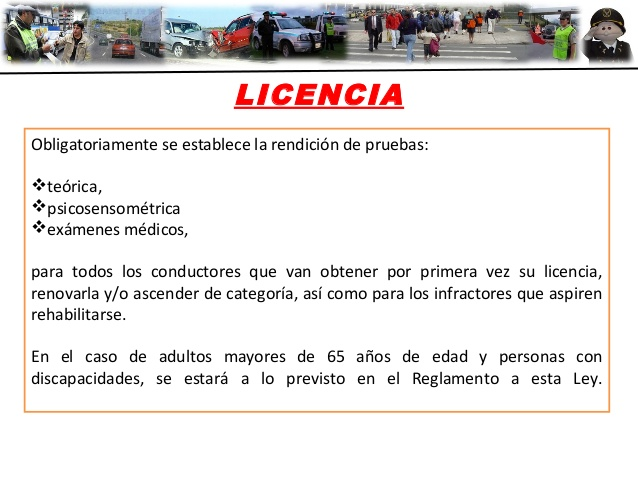 LICENCIA
Obligatoriamente se establece la rendición de pruebas:
❖teórica,
❖psicosensométrica
❖exámenes médicos,
para todos los conductores que van obtener por primera vez su licencia,
renovarla y/o ascender de categoría, así como para los infractores que aspiren
rehabilitarse.
En el caso de adultos mayores de 65 años de edad y personas con
discapacidades, se estará a lo previsto en el Reglamento a esta Ley.